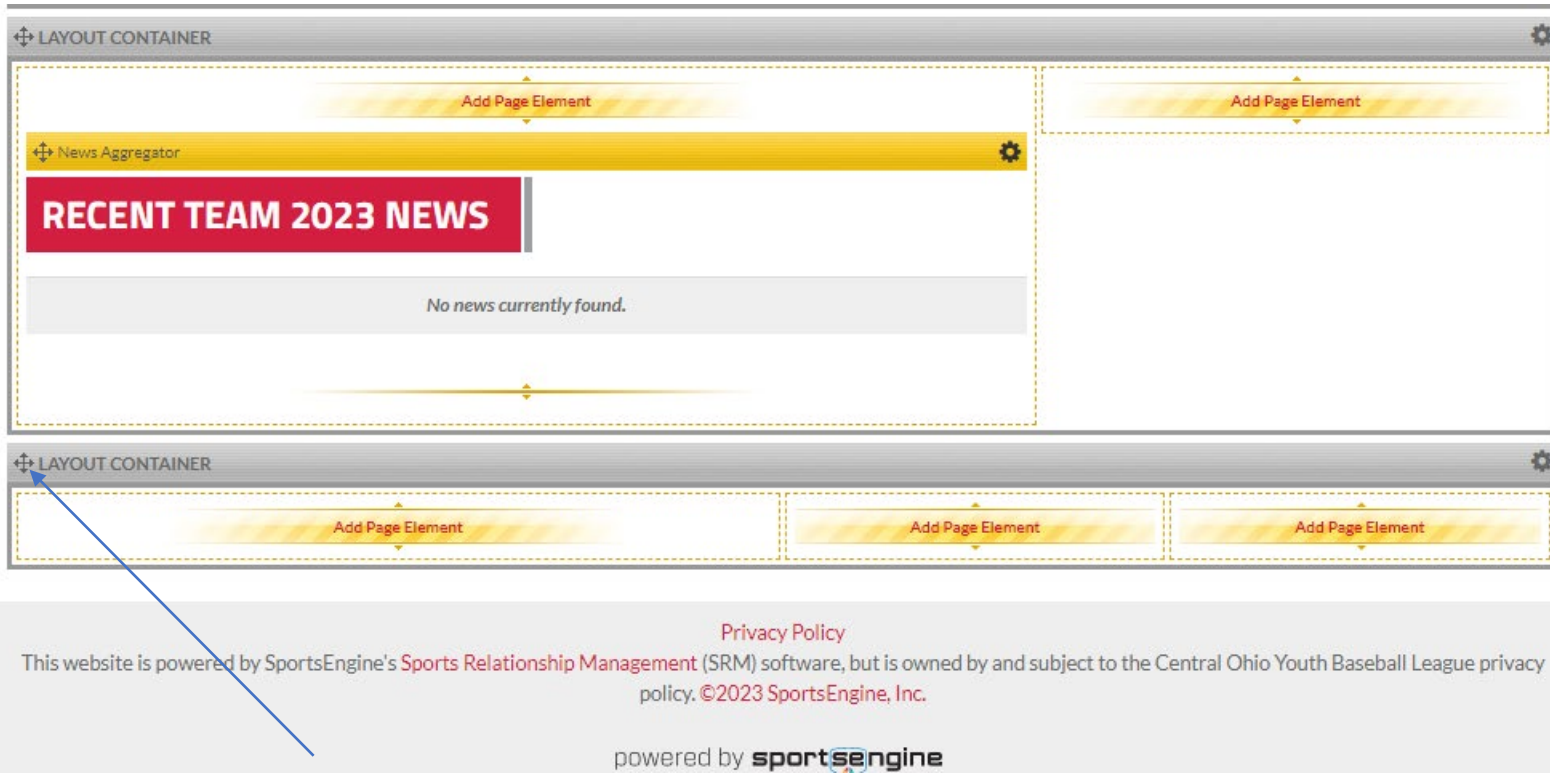 LAYOUT CONTAINER
Add Page Element
Add Page Element
News Aggregator
RECENT TEAM 2023 NEWS
No news currently found.
LAYOUT CONTAINER
Add Page Element
Add Page Element
Add Page Element
Privacy Policy
This website is powered by SportsEngine's Sports Relationship Management (SRM) software, but is owned by and subject to the Central Ohio Youth Baseball League privacy
policy. ©2023 SportsEngine, Inc.
powered by sportsengine